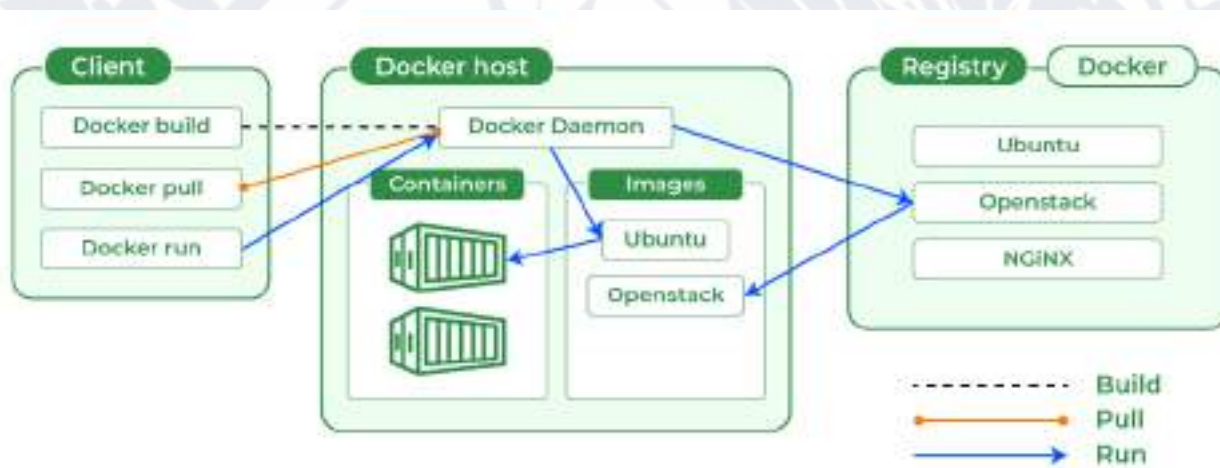 Client
Docker build
Docker pull
Docker run
Docker host
Docker Daemon
Containers
Images
Ubuntu
Openstack
Registry
Docker
Ubuntu
Openstack
NGiNX
Build
Pull
Run